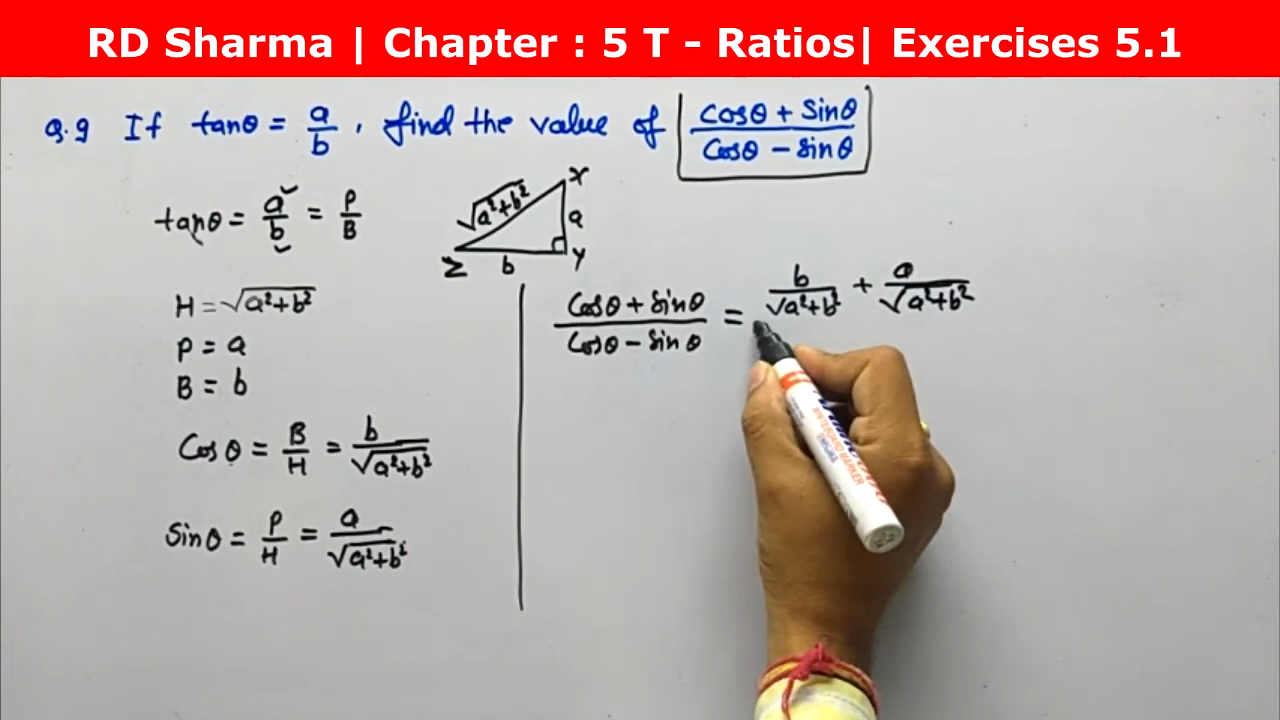 RD Sharma | Chapter : 5 T - Ratios| Exercises 5.1
Q.9 If tanθ = a/b , find the value of (Cosθ + Sinθ)/(Cosθ - Sinθ)
tanθ = a/b = P/B
√a²+b²
X
a
Z b Y
H = √a²+b²
P = a
B = b
Cosθ = B/H = b/√a²+b²
Sinθ = P/H = a/√a²+b²
(Cosθ + Sinθ)/(Cosθ - Sinθ) = b/√a²+b² + a/√a²+b²
WHITEBOARD MARKER